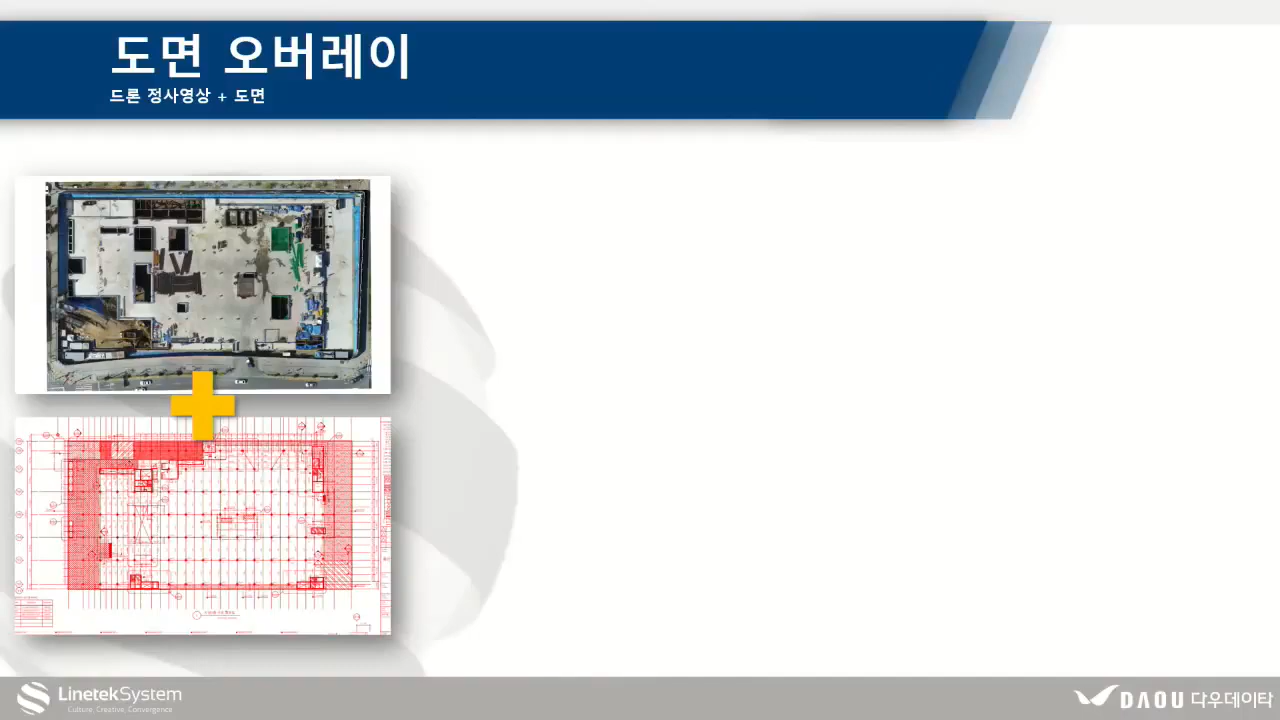 도면 오버레이
드론 정사영상 + 도면
LinetekSystem
Culture, Creative, Convergence
DAOU 다우데이타